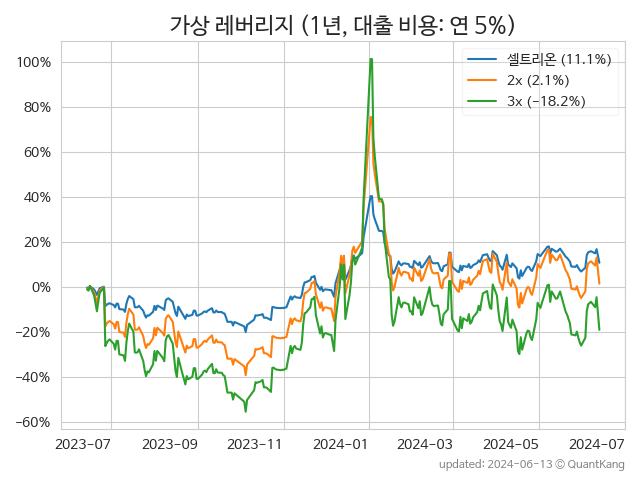 가상 레버리지 (1년, 대출 비용: 연 5%)
셀트리온 (11.1%)
2x (2.1%)
3x (-18.2%)
100%
80%
60%
40%
20%
0%
-20%
-40%
-60%
2023-07 2023-09 2023-11 2024-01 2024-03 2024-05 2024-07
updated: 2024-06-13 © QuantKang